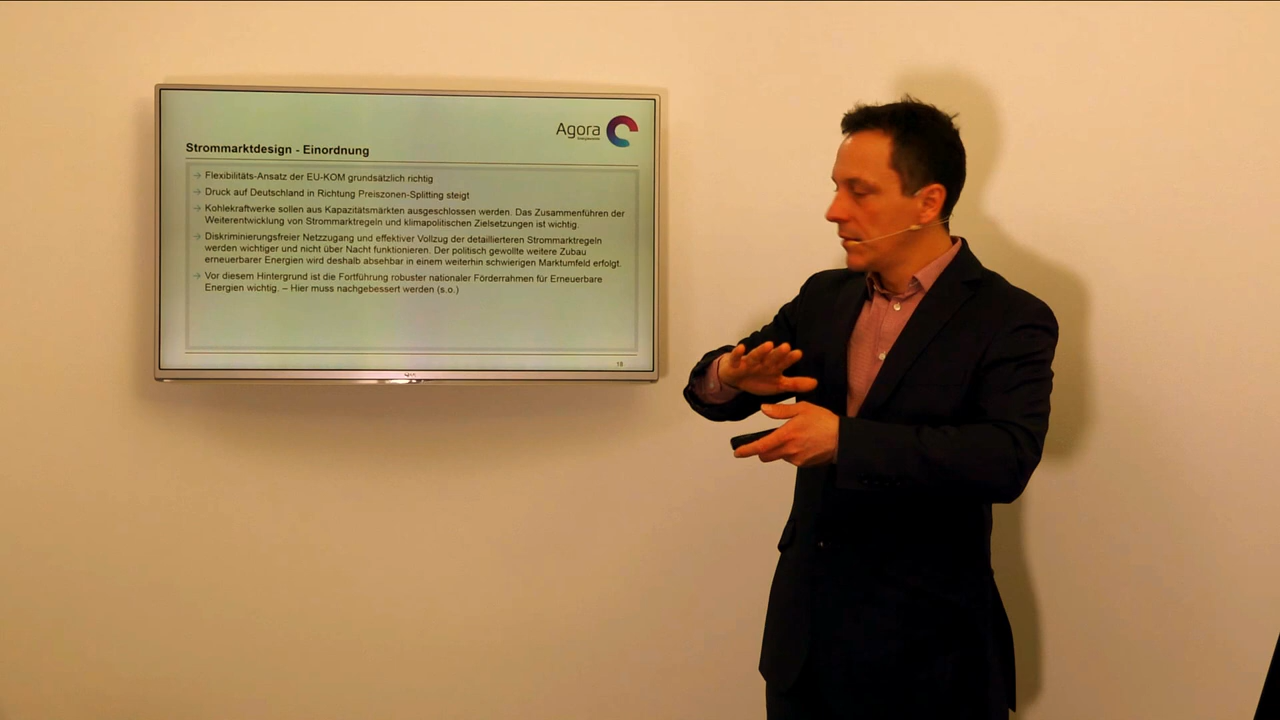 Agora
Energiewende
Strommarktdesign - Einordnung
→ Flexibilitäts-Ansatz der EU-KOM grundsätzlich richtig
→ Druck auf Deutschland in Richtung Preiszonen-Splitting steigt
→ Kohlekraftwerke sollen aus Kapazitätsmärkten ausgeschlossen werden. Das Zusammenführen der
Weiterentwicklung von Strommarktregeln und klimapolitischen Zielsetzungen ist wichtig.
→ Diskriminierungsfreier Netzzugang und effektiver Vollzug der detaillierteren Strommarktregeln
werden wichtiger und nicht über Nacht funktionieren. Der politisch gewollte weitere Zubau
erneuerbarer Energien wird deshalb absehbar in einem weiterhin schwierigen Marktumfeld erfolgt.
→ Vor diesem Hintergrund ist die Fortführung robuster nationaler Förderrahmen für Erneuerbare
Energien wichtig. – Hier muss nachgebessert werden (s.o.)
18